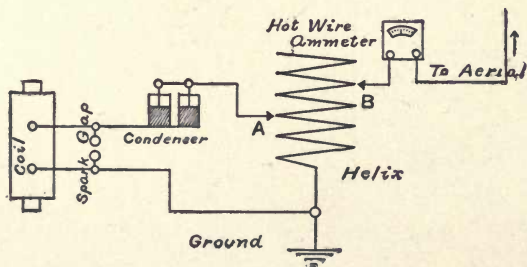 Hot Wire
Ammeter
To Aerial
B
A
Coil
Spark Gap
Condenser
Helix
Ground